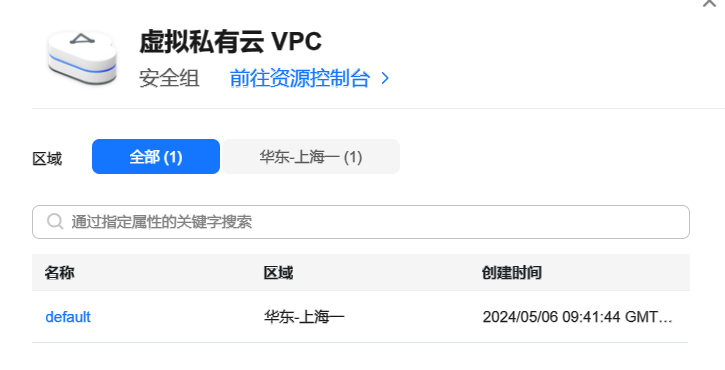 虚拟私有云 VPC
安全组 前往资源控制台
区域 全部 (1) 华东-上海一 (1)
通过指定属性的关键字搜索
名称 区域 创建时间
default 华东-上海一 2024/05/06 09:41:44 GMT...